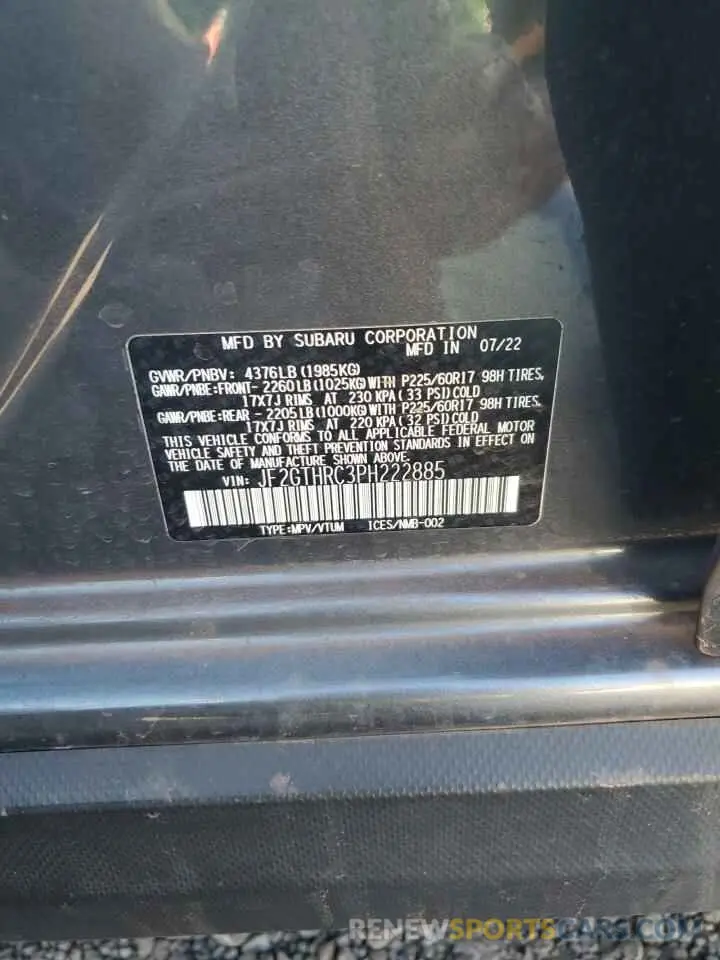 MFD BY SUBARU CORPORATION
MFD IN 07/22
GVWR/PNBV: 4376LB(1985KG)
GAWR/PNBE:FRONT- 2260LB(1025KG)WITH P225/60R17 98H TIRES,
17X7J RIMS AT 230 KPA(33 PSI)COLD
GAWR/PNBE:REAR - 2205LB(1000KG)WITH P225/60R17 98H TIRES,
17X7J RIMS AT 220 KPA(32 PSI)COLD
THIS VEHICLE CONFORMS TO ALL APPLICABLE FEDERAL MOTOR
VEHICLE SAFETY AND THEFT PREVENTION STANDARDS IN EFFECT ON
THE DATE OF MANUFACTURE SHOWN ABOVE.
VIN: JF2GTHRC3PH222885
TYPE:MPV/VTUM ICES/NMB-002
RENEWSPORTSCARS.COM